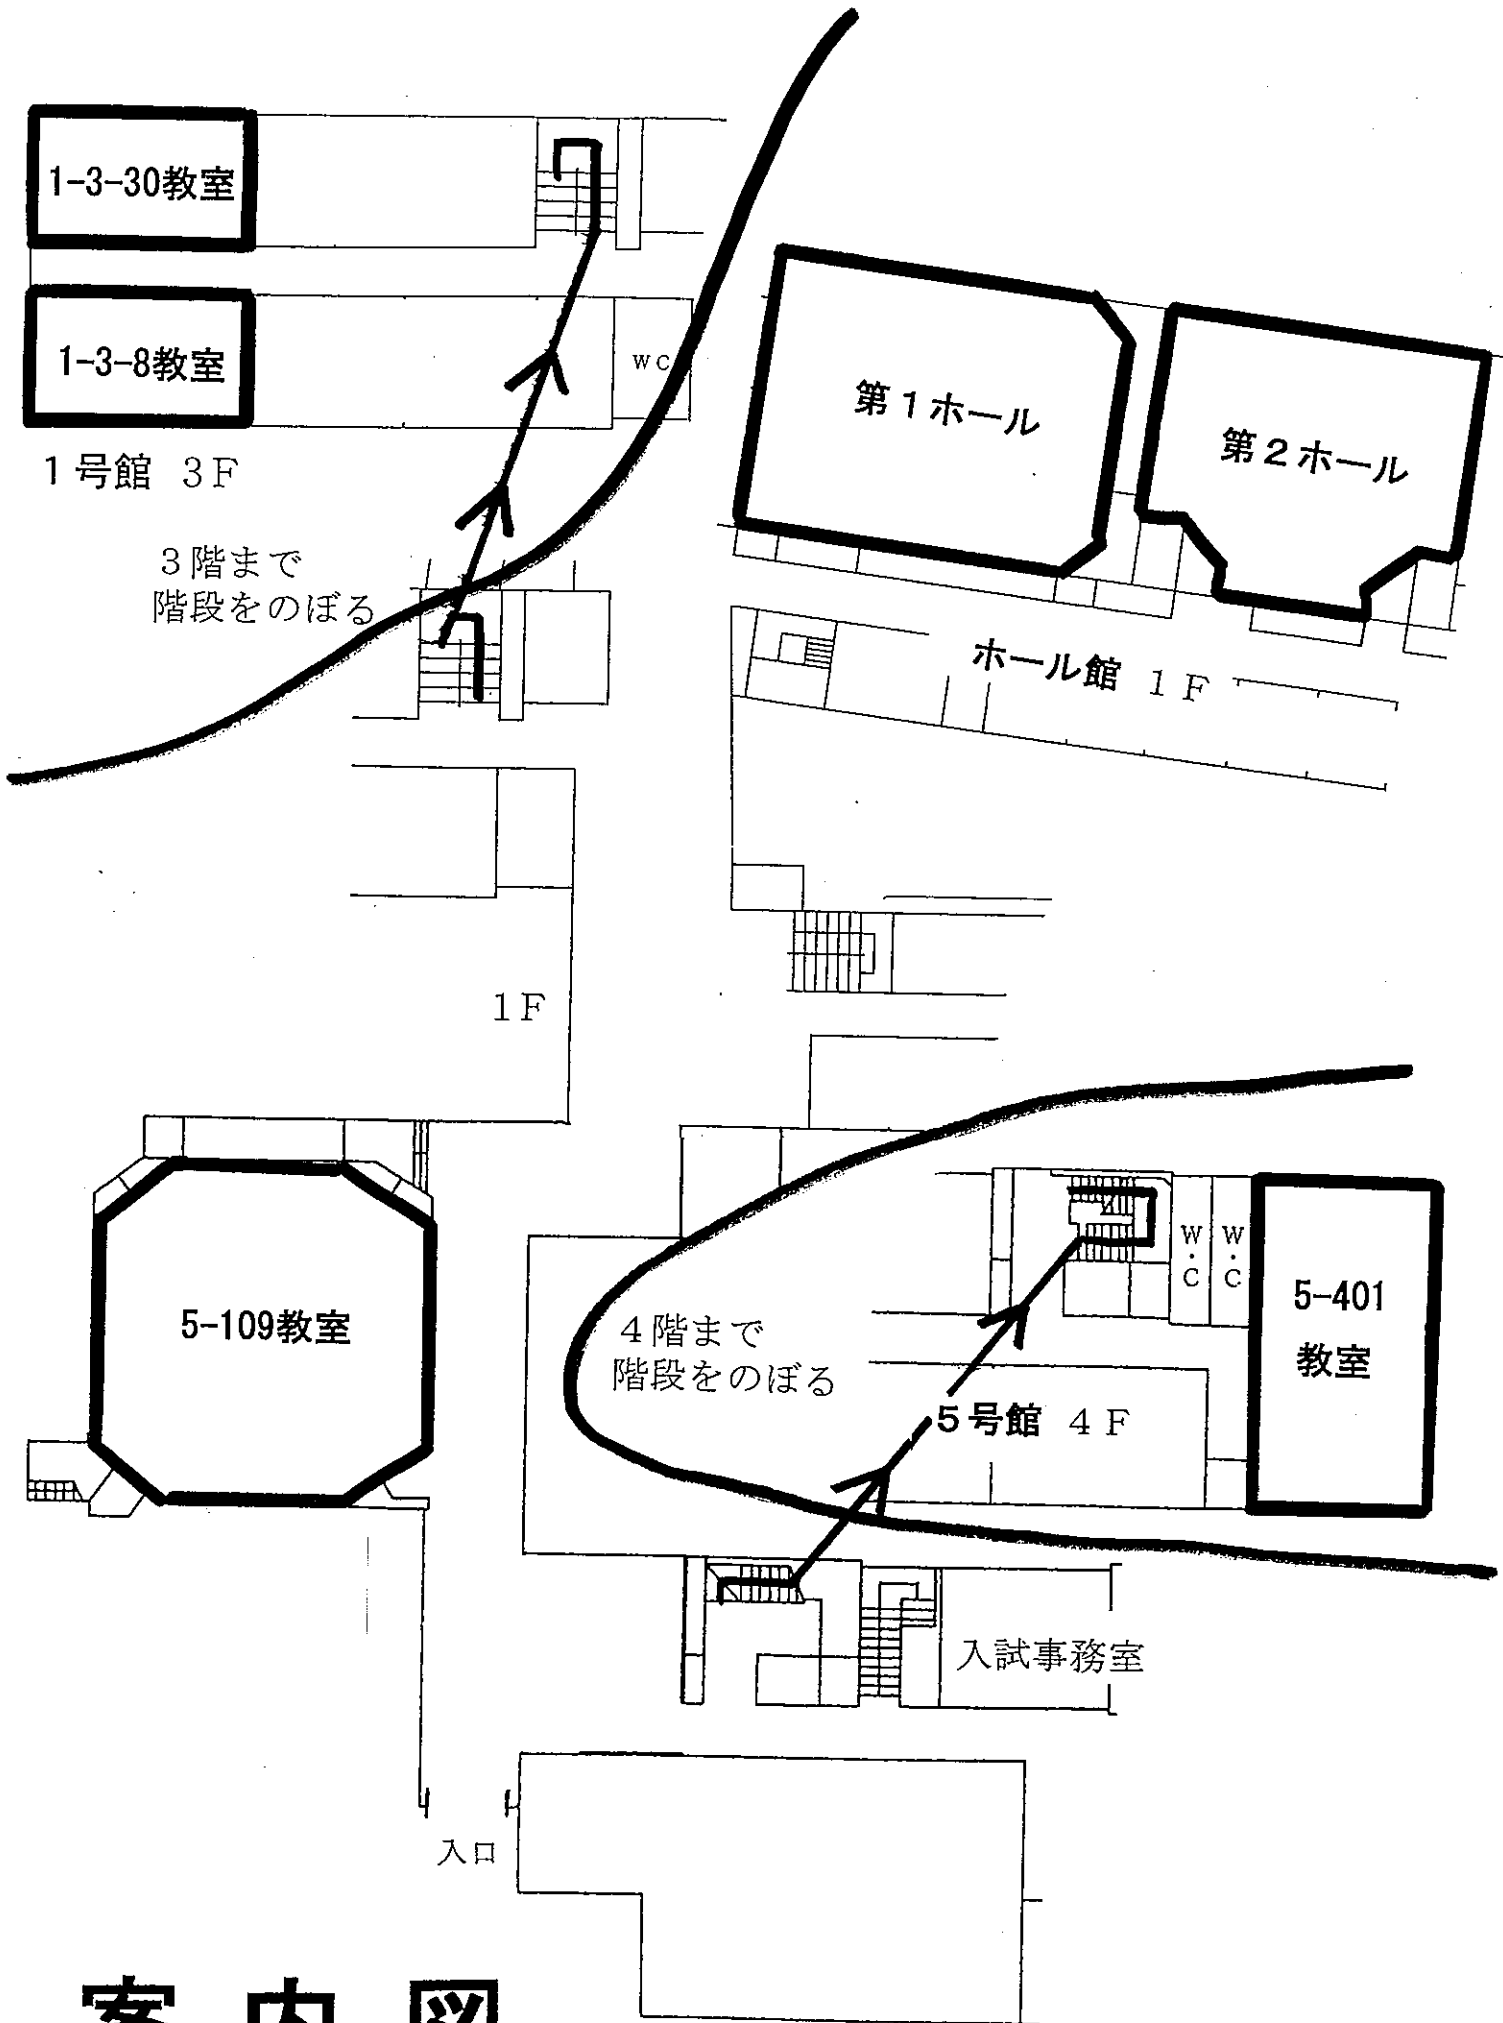 1-3-30教室
1-3-8教室
WC
1号館 3F
3階まで
階段をのぼる
第1ホール
第2ホール
ホール館 1F
1F
5-109教室
4階まで
階段をのぼる
W・C
W・C
5-401
教室
5号館 4F
入試事務室
入口
案内図